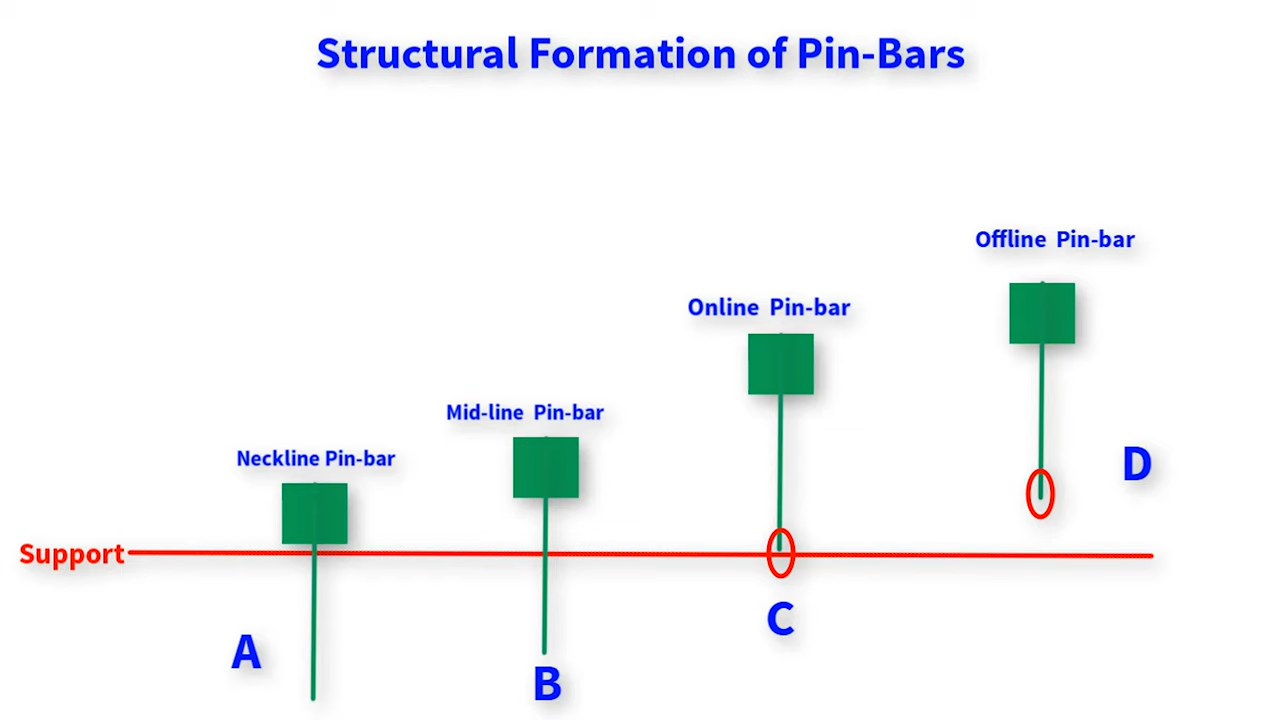 Structural Formation of Pin-Bars
Offline Pin-bar
Online Pin-bar
Mid-line Pin-bar
Neckline Pin-bar
D
Support
C
A
B